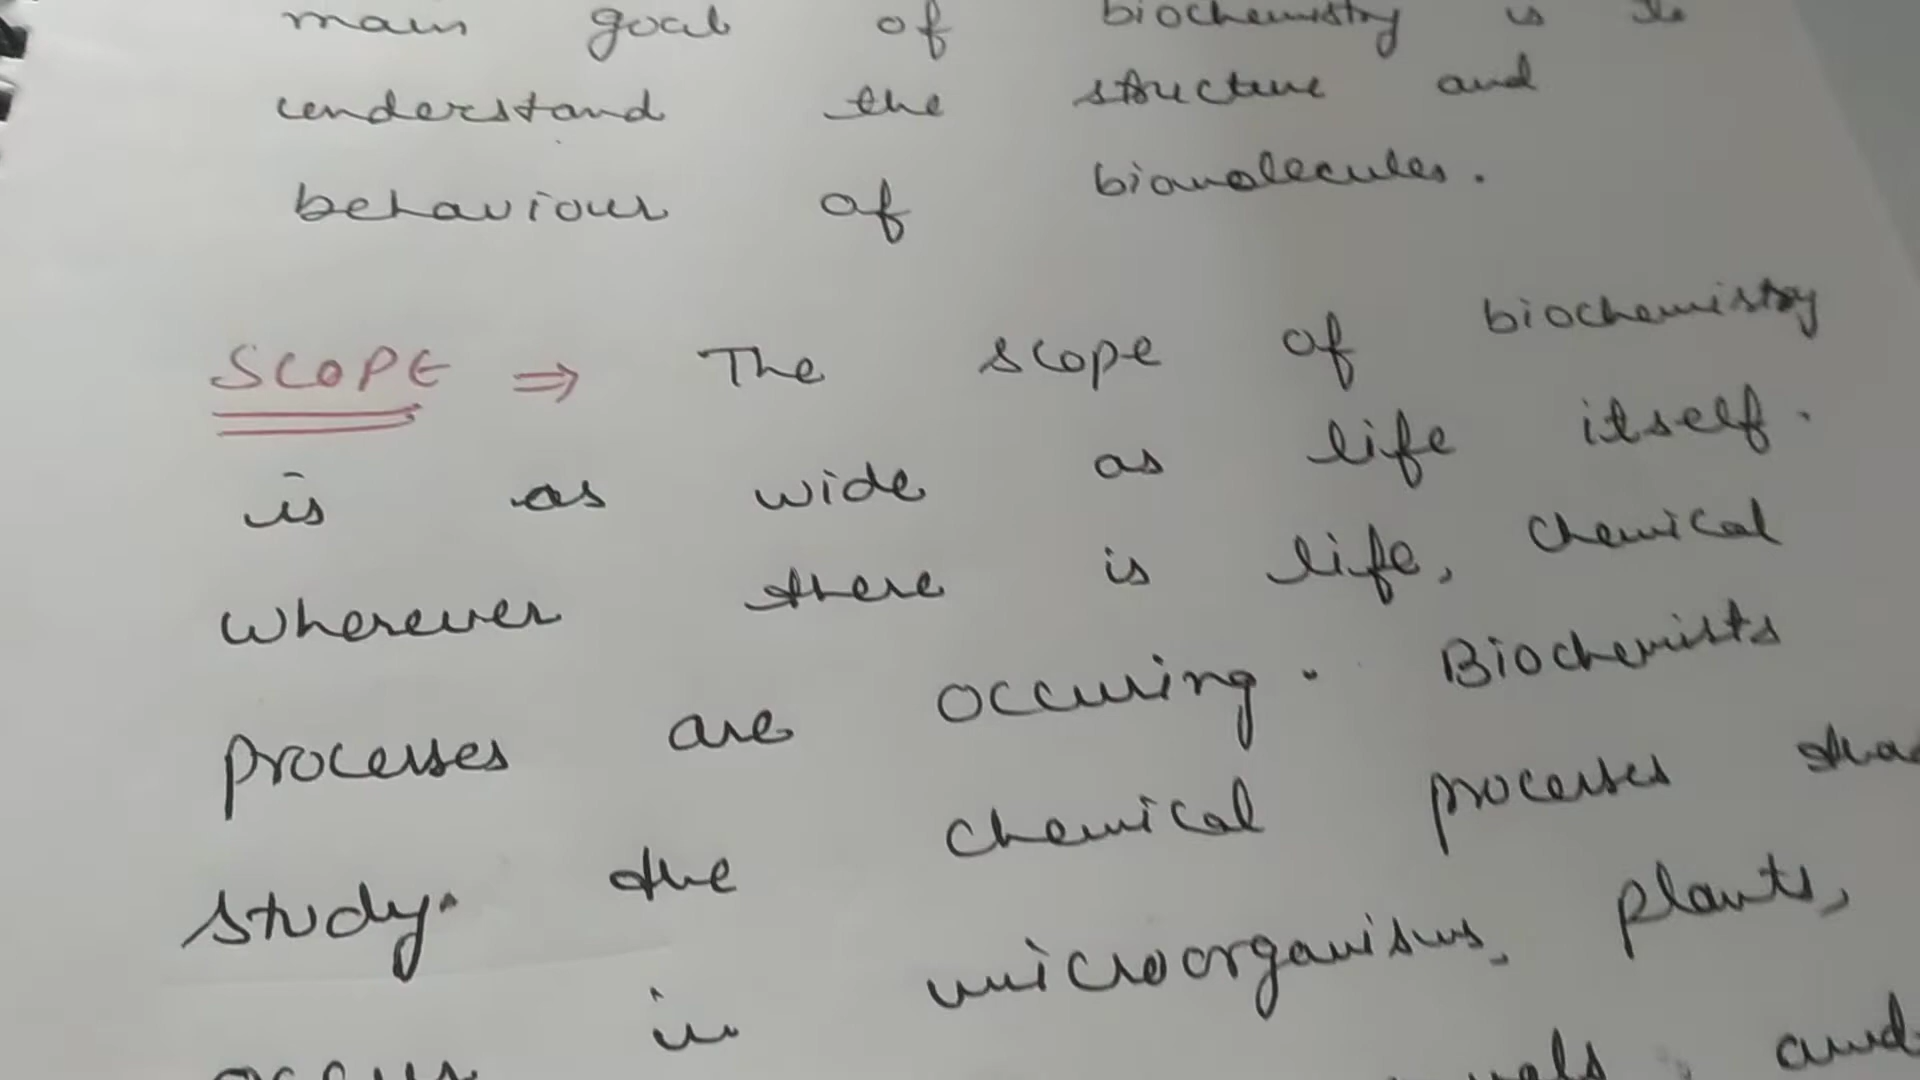 main goal of biochemistry is to
understand the structure and
behaviour of biomolecules.
SCOPE ⇒ The scope of biochemistry
is as wide as life itself.
wherever there is life, chemical
processes are occuring. Biochemists
study the chemical processes
in microorganisms, plants,
and